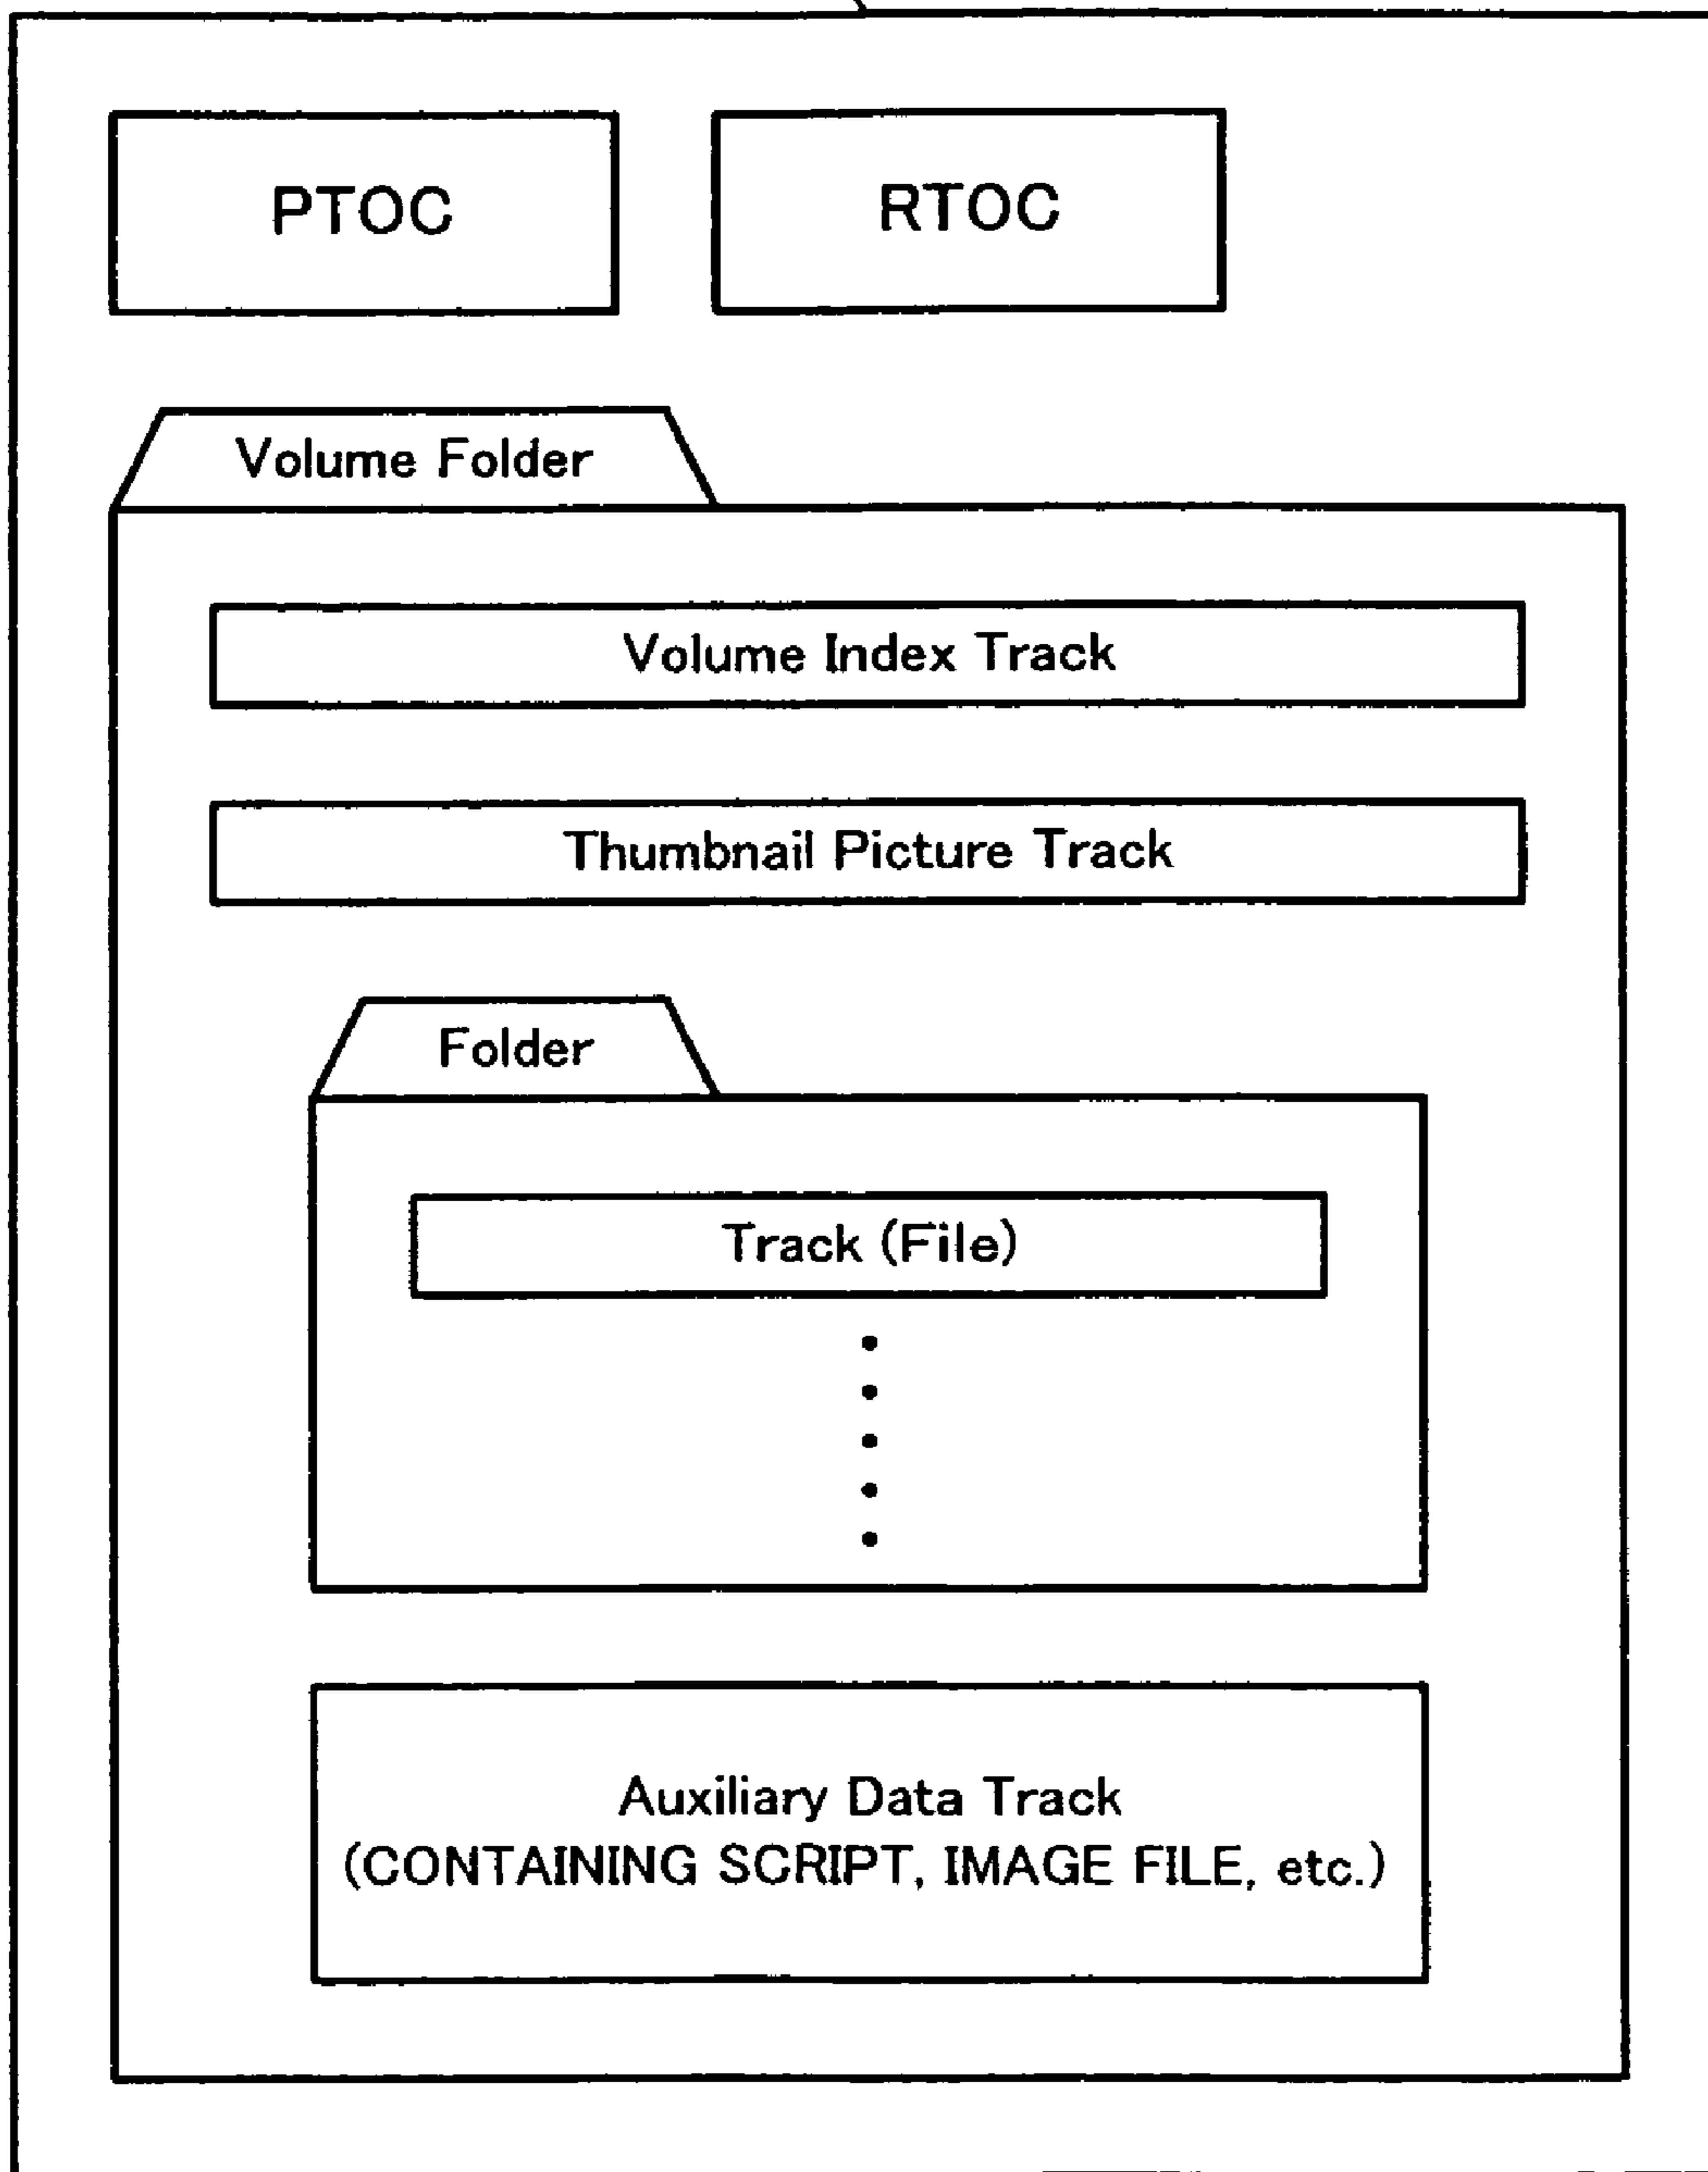 PTOC
RTOC
Volume Folder
Volume Index Track
Thumbnail Picture Track
Folder
Track (File)
Auxiliary Data Track
(CONTAINING SCRIPT, IMAGE FILE, etc.)